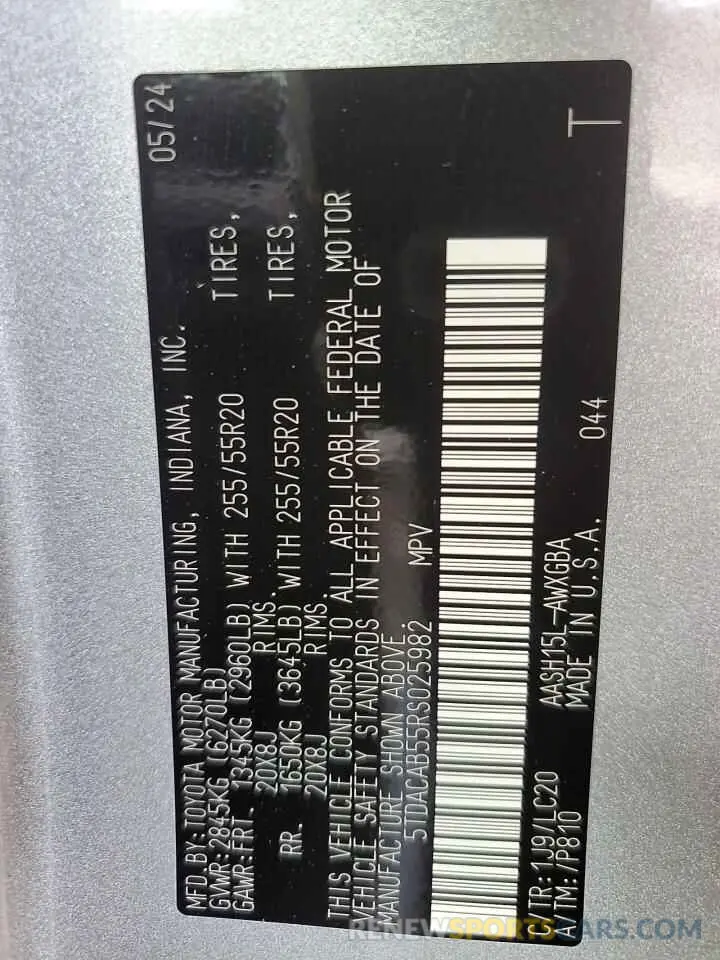 MFD BY:TOYOTA MOTOR MANUFACTURING, INDIANA, INC. 05/24
GVWR:2845KG (6270LB)
GAWR:FRT. 1345KG (2960LB) WITH 255/55R20 TIRES,
20X8J RIMS.
RR. 1650KG (3645LB) WITH 255/55R20 TIRES,
20X8J RIMS
THIS VEHICLE CONFORMS TO ALL APPLICABLE FEDERAL MOTOR
VEHICLE SAFETY STANDARDS IN EFFECT ON THE DATE OF
MANUFACTURE SHOWN ABOVE.
5TDACAB55RS025982 MPV
C/TR:1J9/LC20 AASH15L-AWXGBA 044 T
A/TM: /P810 MADE IN U.S.A.
RENEWSPORTSCARS.COM